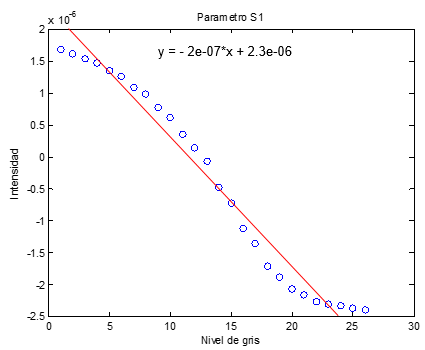 Parametro S1
x 10^-6
y = - 2e-07*x + 2.3e-06
2
1.5
1
0.5
0
-0.5
-1
-1.5
-2
-2.5
Intensidad
0 5 10 15 20 25 30
Nivel de gris